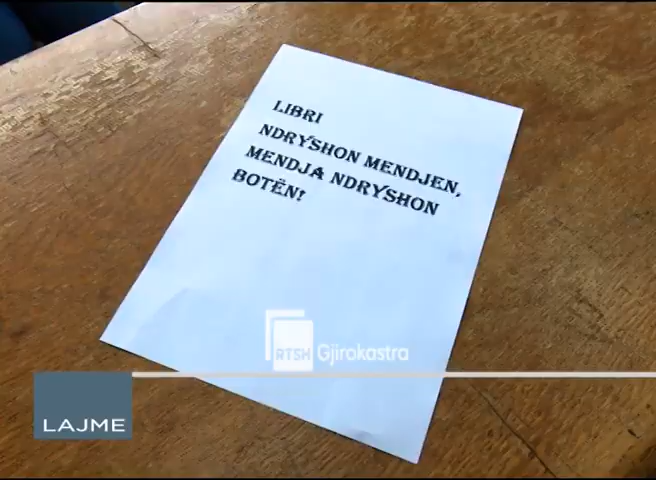 LIBRI
NDRYSHON MENDJEN,
MENDJA NDRYSHON
BOTËN!
RTSH Gjirokastra
LAJME